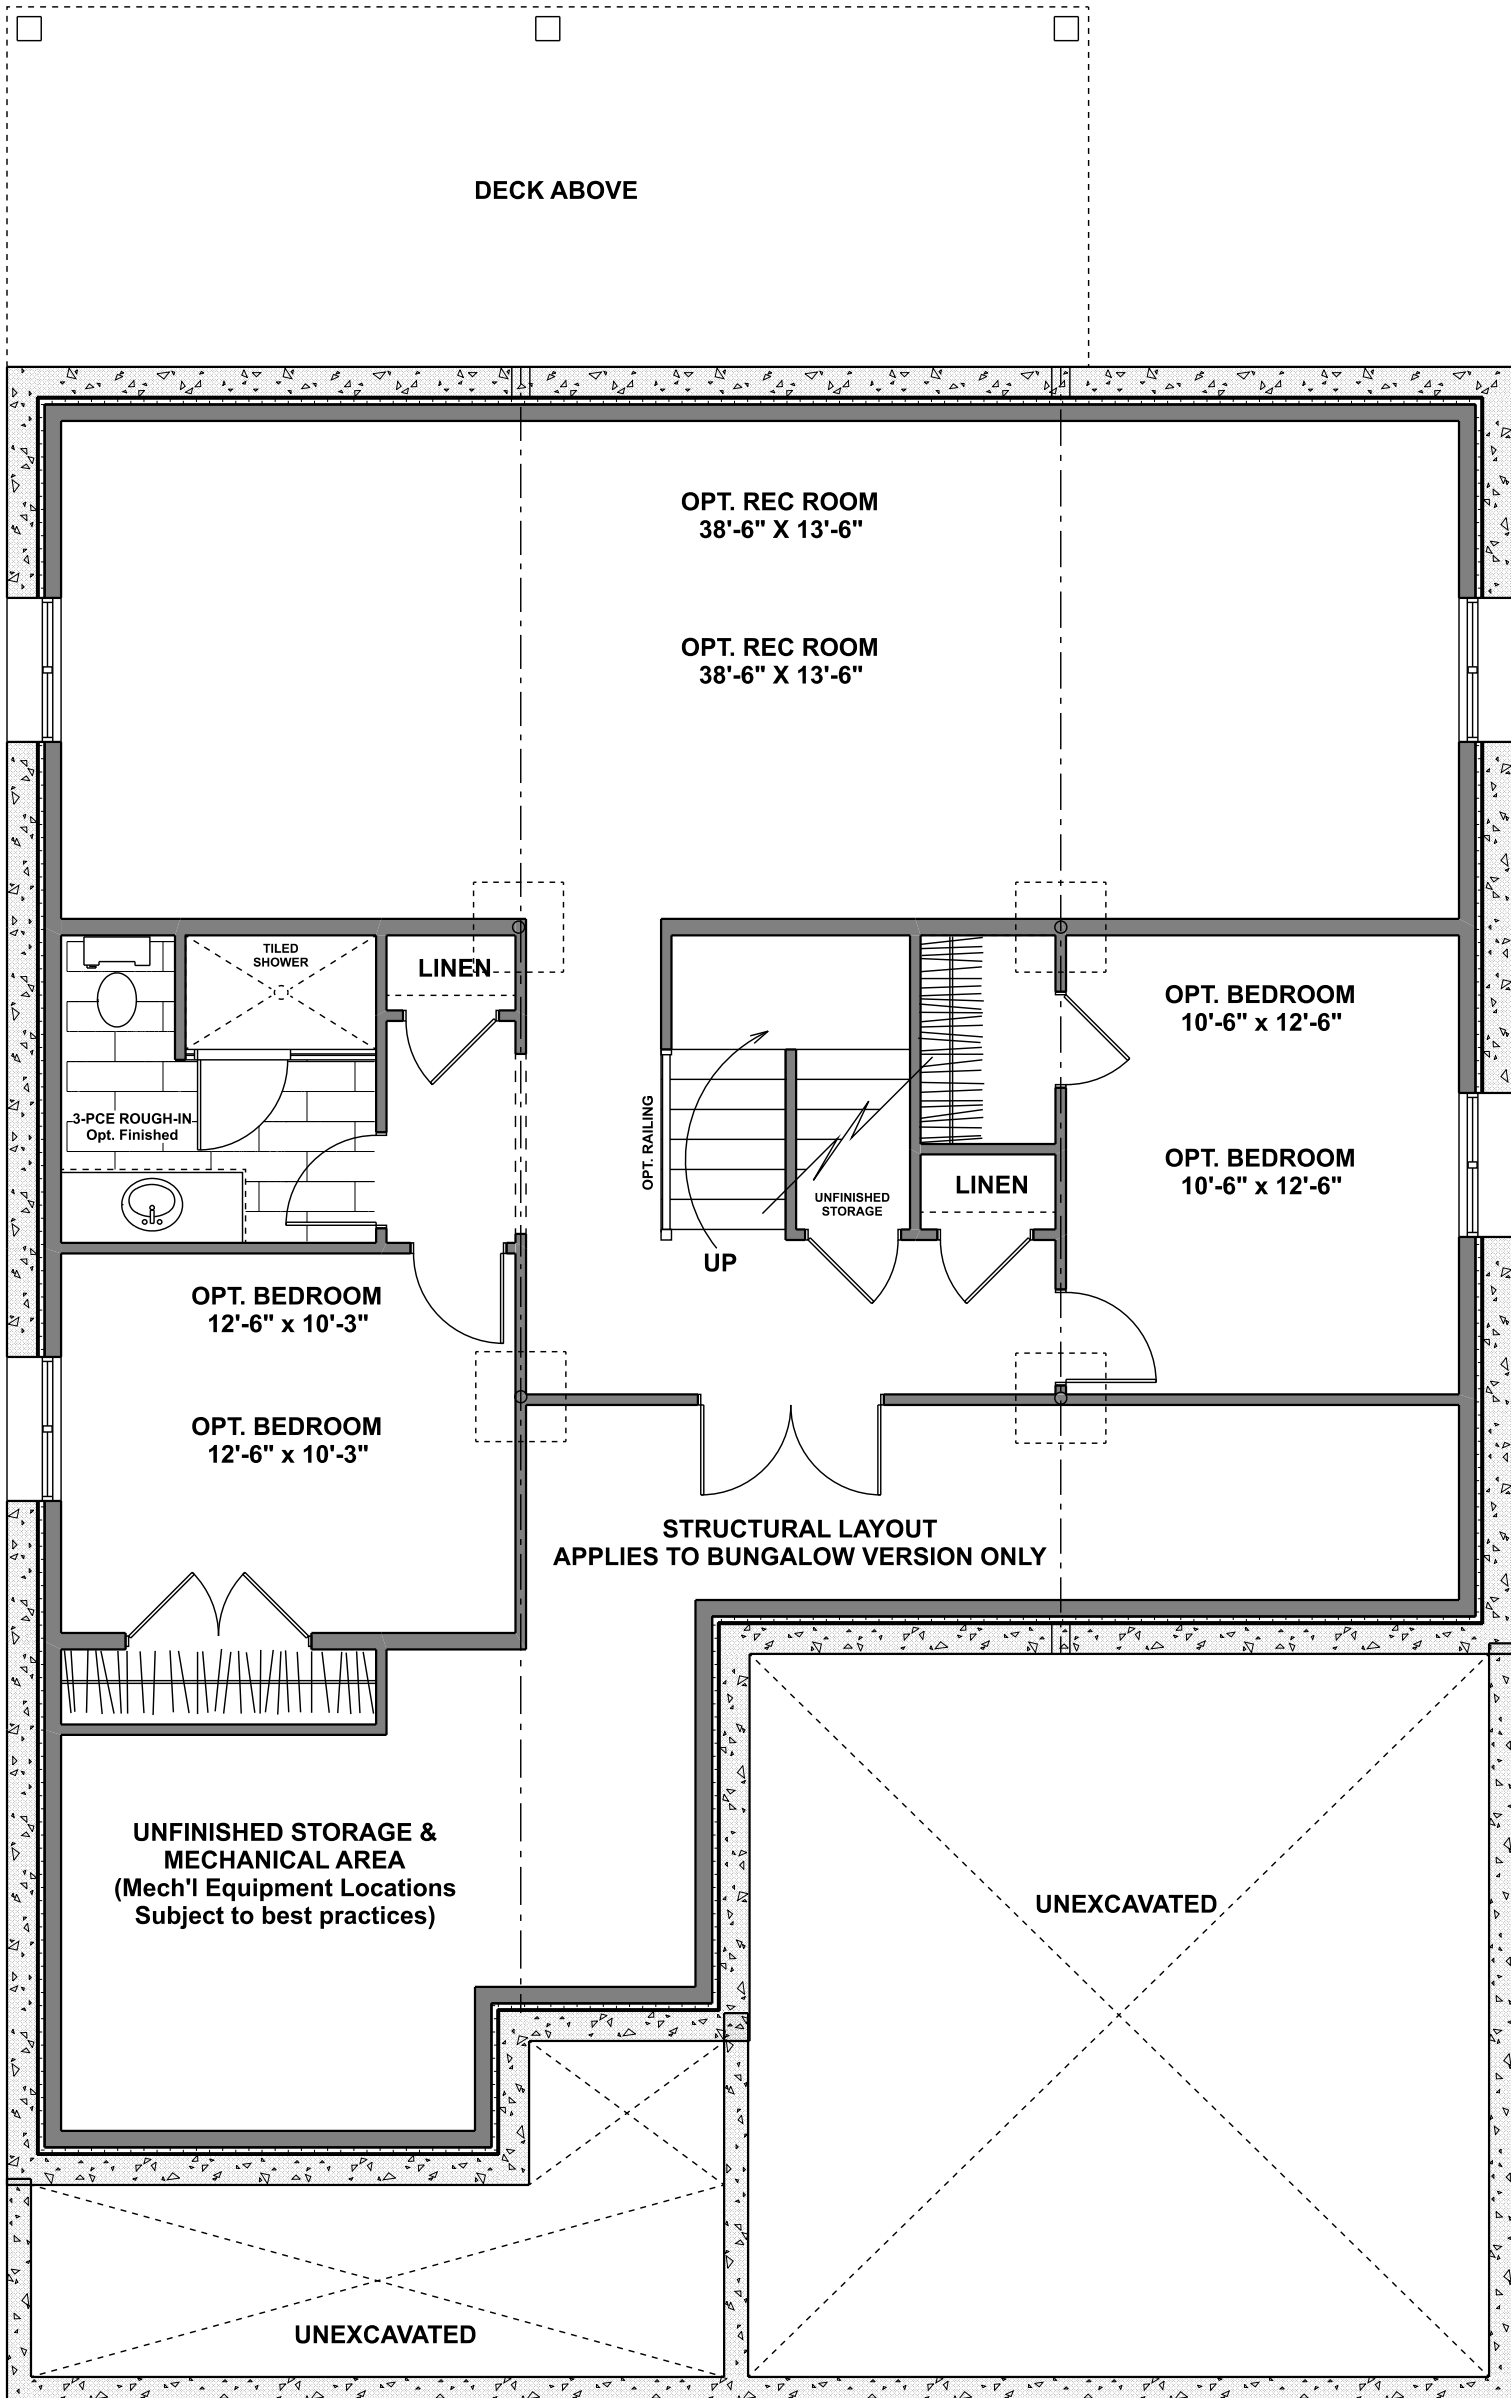 DECK ABOVE
OPT. REC ROOM
38'-6" X 13'-6"
OPT. REC ROOM
38'-6" X 13'-6"
TILED
SHOWER
LINEN
OPT. BEDROOM
10'-6" x 12'-6"
3-PCE ROUGH-IN
Opt. Finished
OPT. RAILING
UNFINISHED
STORAGE
LINEN
OPT. BEDROOM
10'-6" x 12'-6"
UP
OPT. BEDROOM
12'-6" x 10'-3"
OPT. BEDROOM
12'-6" x 10'-3"
STRUCTURAL LAYOUT
APPLIES TO BUNGALOW VERSION ONLY
UNFINISHED STORAGE &
MECHANICAL AREA
(Mech'l Equipment Locations
Subject to best practices)
UNEXCAVATED
UNEXCAVATED